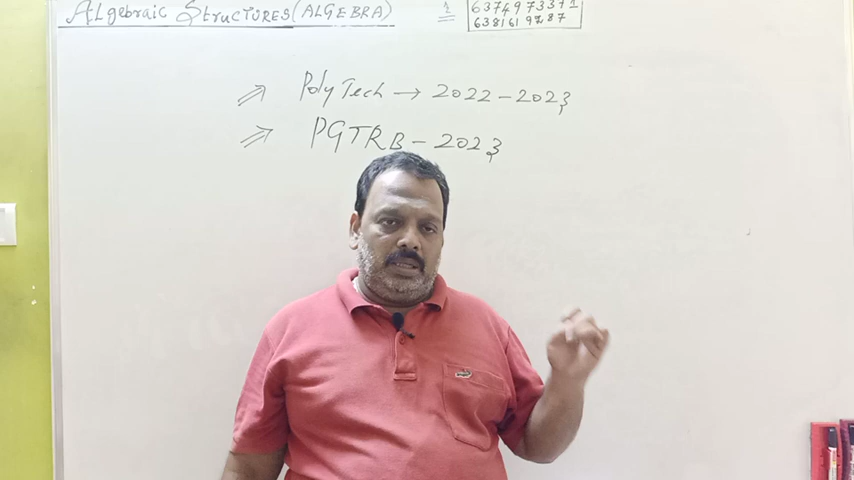 Algebraic Structures (ALGEBRA)
6374973371
6381619787
⇒ Poly Tech → 2022-2023
⇒ PGTRB - 2023